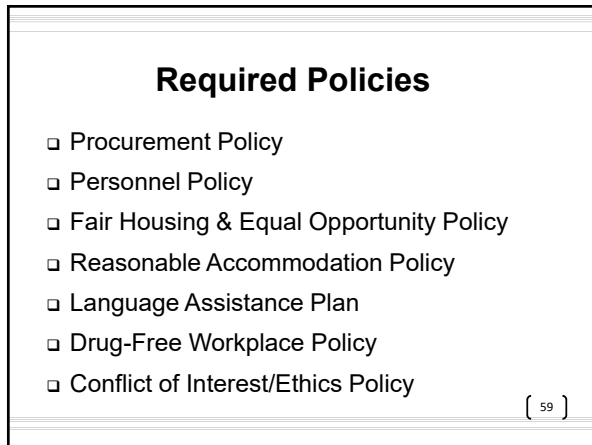 Required Policies
❑ Procurement Policy
❑ Personnel Policy
❑ Fair Housing & Equal Opportunity Policy
❑ Reasonable Accommodation Policy
❑ Language Assistance Plan
❑ Drug-Free Workplace Policy
❑ Conflict of Interest/Ethics Policy
59